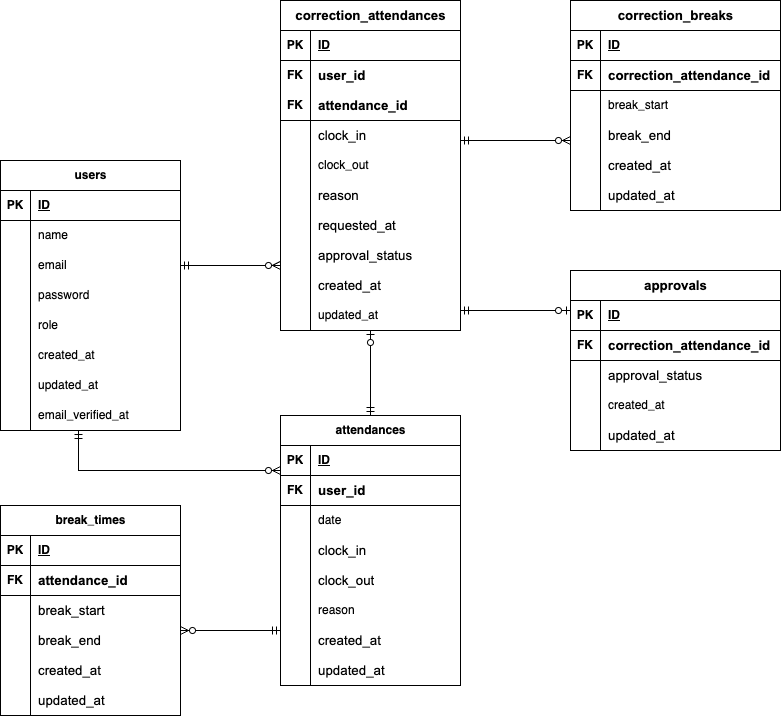 correction_attendances
PK ID
FK user_id
FK attendance_id
clock_in
clock_out
reason
requested_at
approval_status
created_at
updated_at
correction_breaks
PK ID
FK correction_attendance_id
break_start
break_end
created_at
updated_at
users
PK ID
name
email
password
role
created_at
updated_at
email_verified_at
approvals
PK ID
FK correction_attendance_id
approval_status
created_at
updated_at
attendances
PK ID
FK user_id
date
clock_in
clock_out
reason
created_at
updated_at
break_times
PK ID
FK attendance_id
break_start
break_end
created_at
updated_at